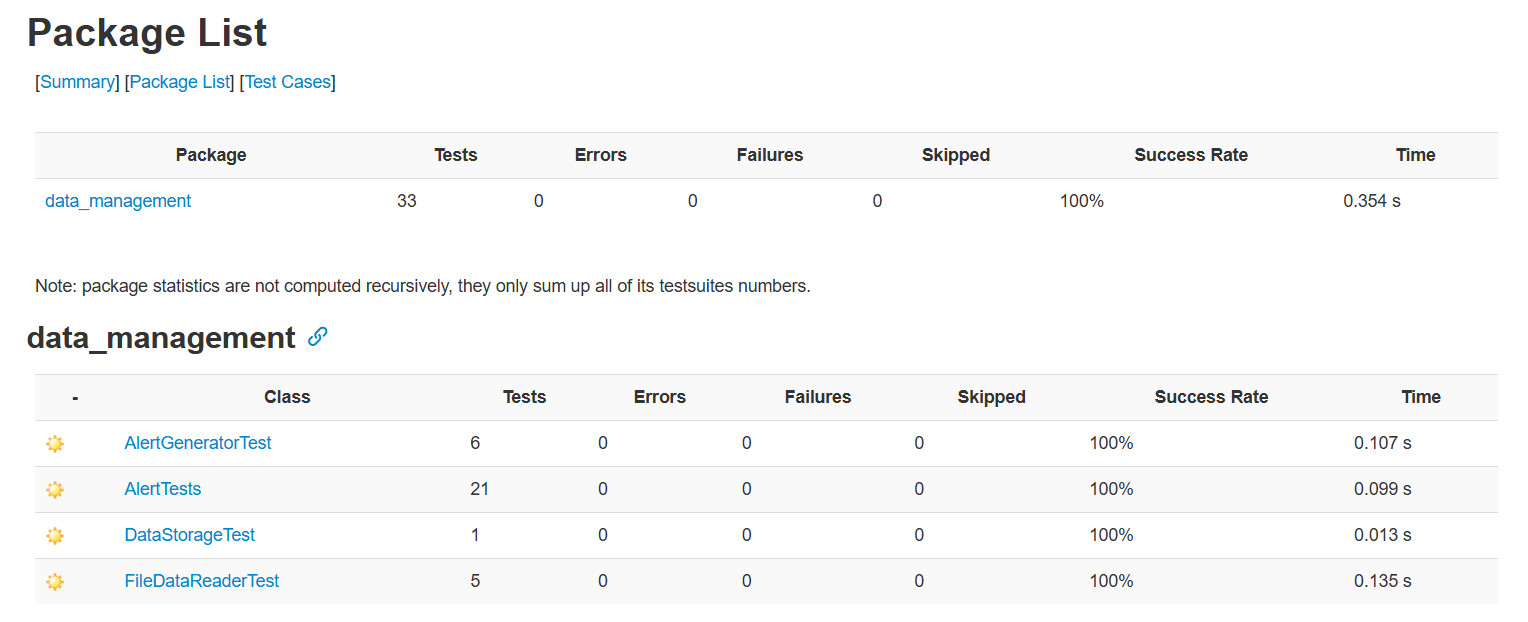 Package List
[Summary] [Package List] [Test Cases]
Package Tests Errors Failures Skipped Success Rate Time
data_management 33 0 0 0 100% 0.354 s
Note: package statistics are not computed recursively, they only sum up all of its testsuites numbers.
data_management
- Class Tests Errors Failures Skipped Success Rate Time
AlertGeneratorTest 6 0 0 0 100% 0.107 s
AlertTests 21 0 0 0 100% 0.099 s
DataStorageTest 1 0 0 0 100% 0.013 s
FileDataReaderTest 5 0 0 0 100% 0.135 s